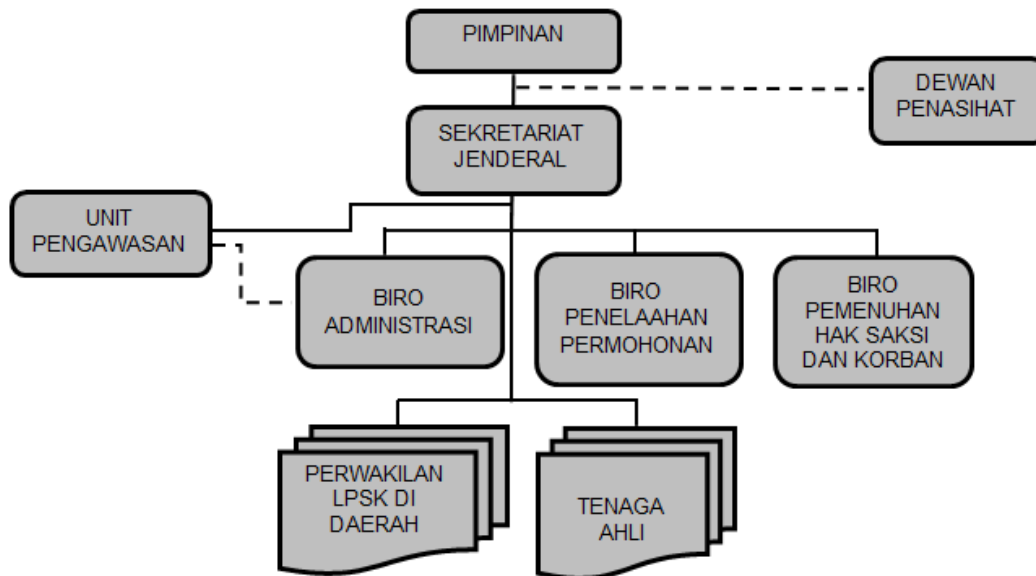 PIMPINAN
DEWAN
PENASIHAT
SEKRETARIAT
JENDERAL
UNIT
PENGAWASAN
BIRO
ADMINISTRASI
BIRO
PENELAAHAN
PERMOHONAN
BIRO
PEMENUHAN
HAK SAKSI
DAN KORBAN
PERWAKILAN
LPSK DI
DAERAH
TENAGA
AHLI